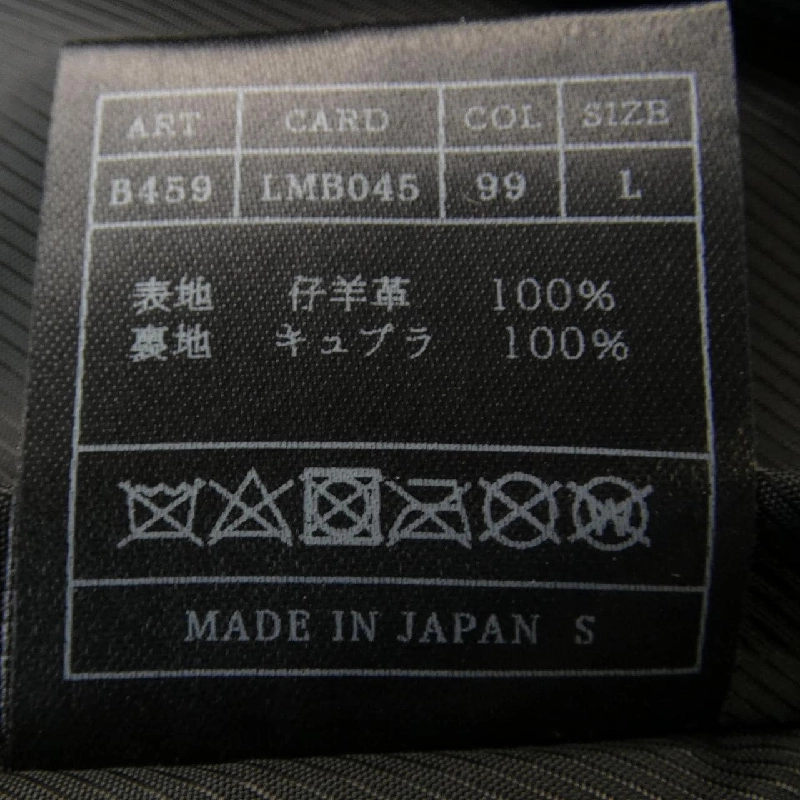 ART CARD COL SIZE
B459 LMB045 99 L
表地 仔羊革 100%
裏地 キュプラ 100%
W
MADE IN JAPAN S